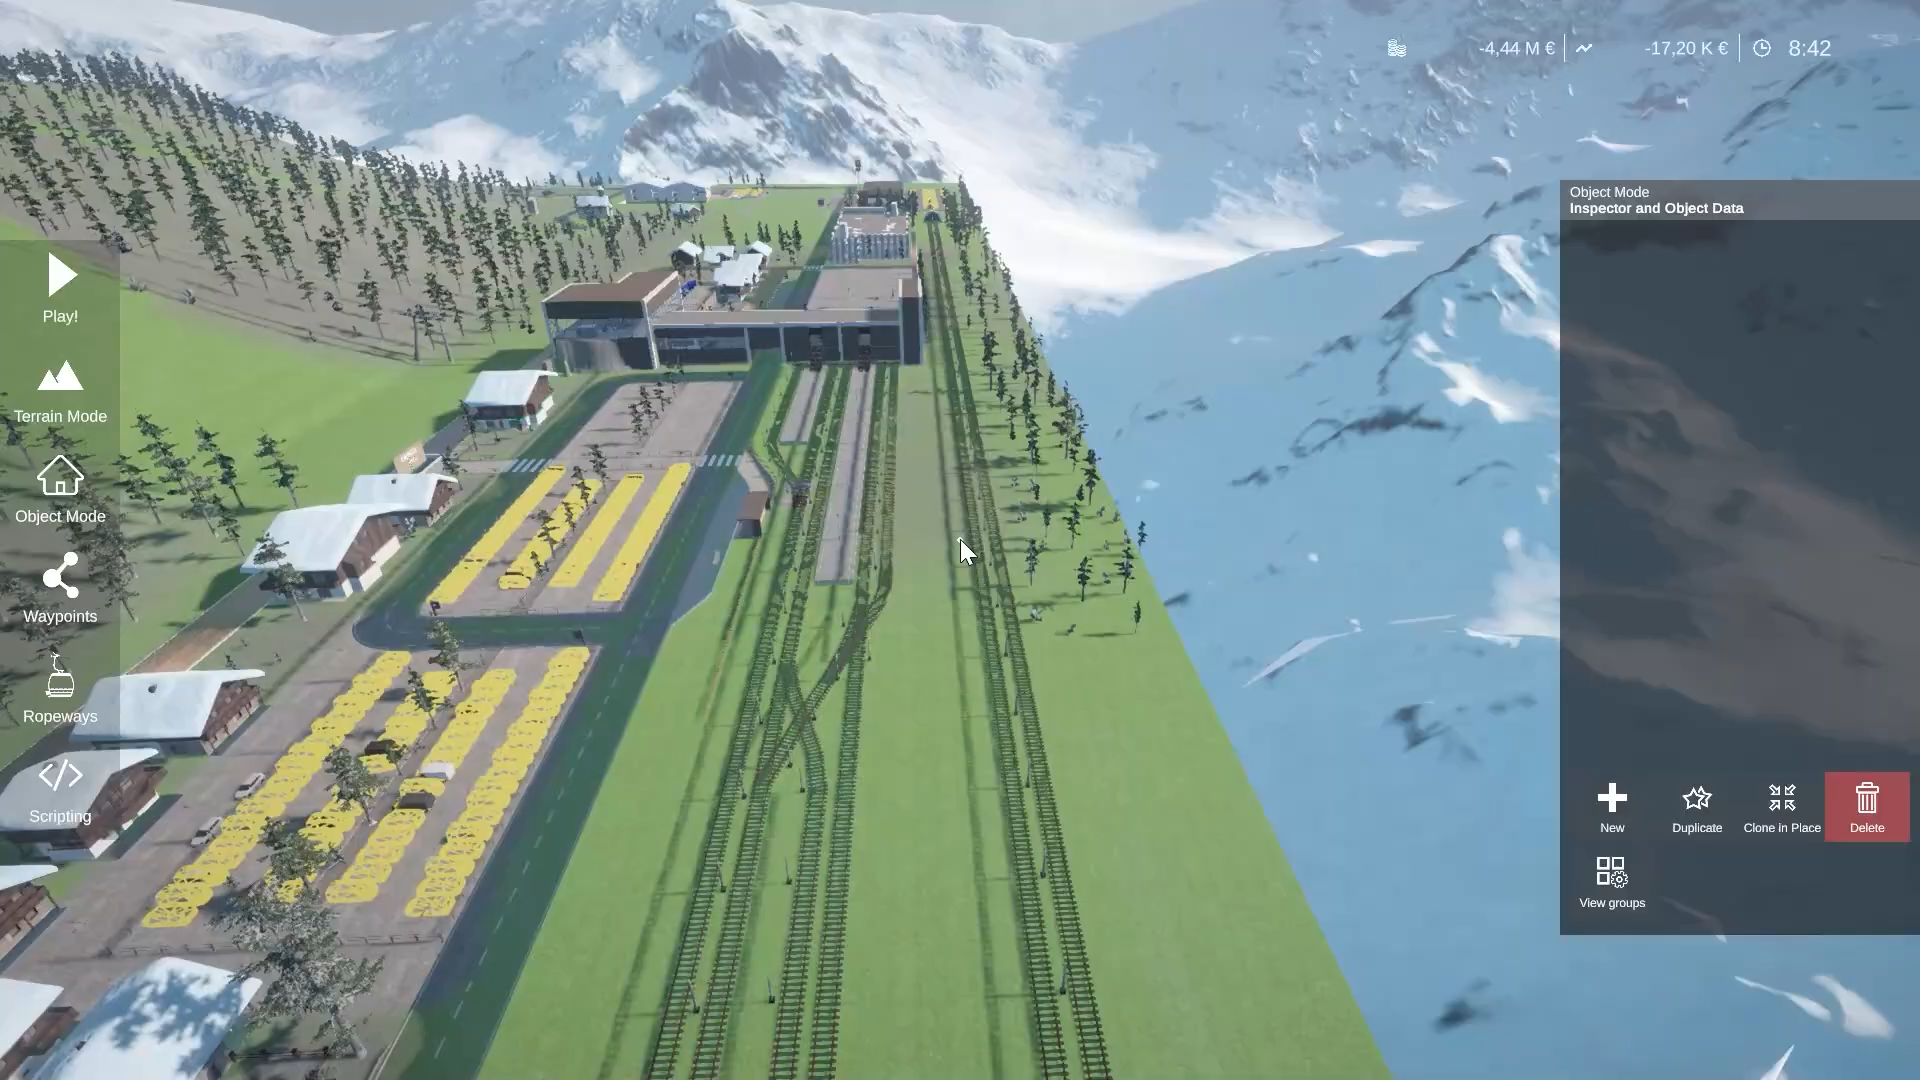 -4,44 M €
-17,20 K €
8:42
Object Mode
Inspector and Object Data
Play!
Terrain Mode
Object Mode
Waypoints
Ropeways
Scripting
New
Duplicate
Clone in Place
Delete
View groups